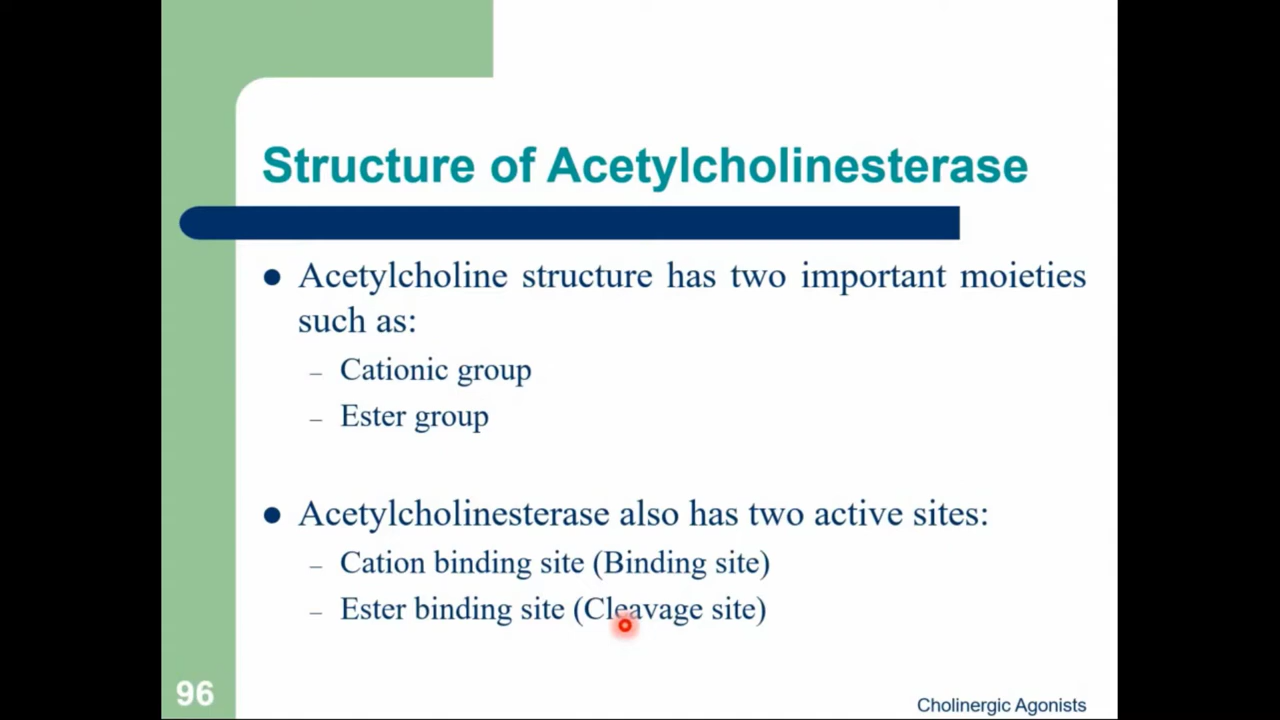 Structure of Acetylcholinesterase
● Acetylcholine structure has two important moieties
such as:
– Cationic group
– Ester group
● Acetylcholinesterase also has two active sites:
– Cation binding site (Binding site)
– Ester binding site (Cleavage site)
96
Cholinergic Agonists